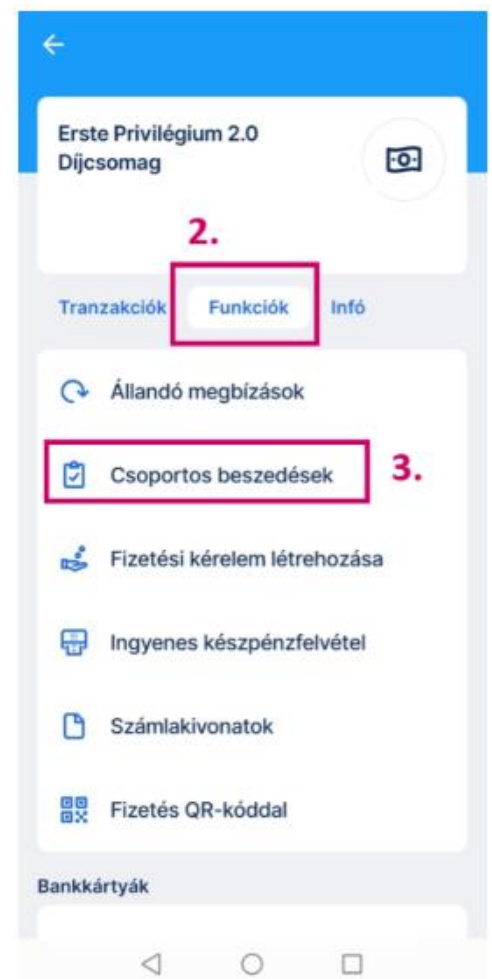 Erste Privilégium 2.0
Díjcsomag
2.
Tranzakciók Funkciók Infó
Állandó megbízások
Csoportos beszedések 3.
Fizetési kérelem létrehozása
Ingyenes készpénzfelvétel
Számlakivonatok
Fizetés QR-kóddal
Bankkártyák